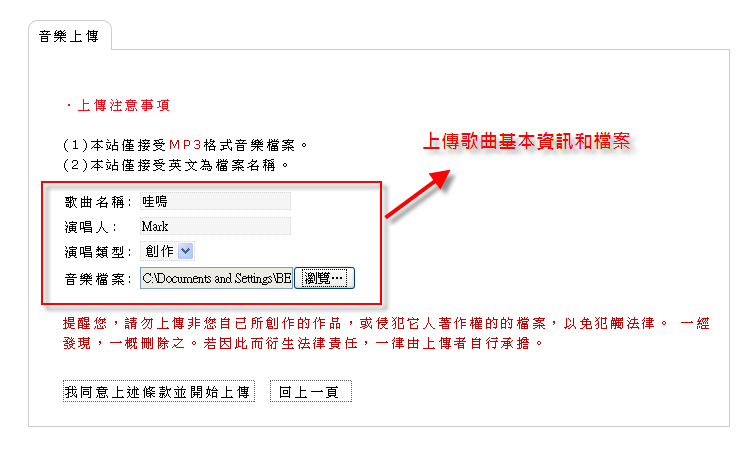 音樂上傳
‧上傳注意事項
(1)本站僅接受MP3格式音樂檔案。
(2)本站僅接受英文為檔案名稱。
上傳歌曲基本資訊和檔案
歌曲名稱: 哇嗚
演唱人: Mark
演唱類型: 創作
音樂檔案: C:\Documents and Settings\BE 瀏覽…
提醒您，請勿上傳非您自己所創作的作品，或侵犯它人著作權的的檔案，以免犯觸法律。 一經
發現，一概刪除之。若因此而衍生法律責任，一律由上傳者自行承擔。
我同意上述條款並開始上傳 回上一頁